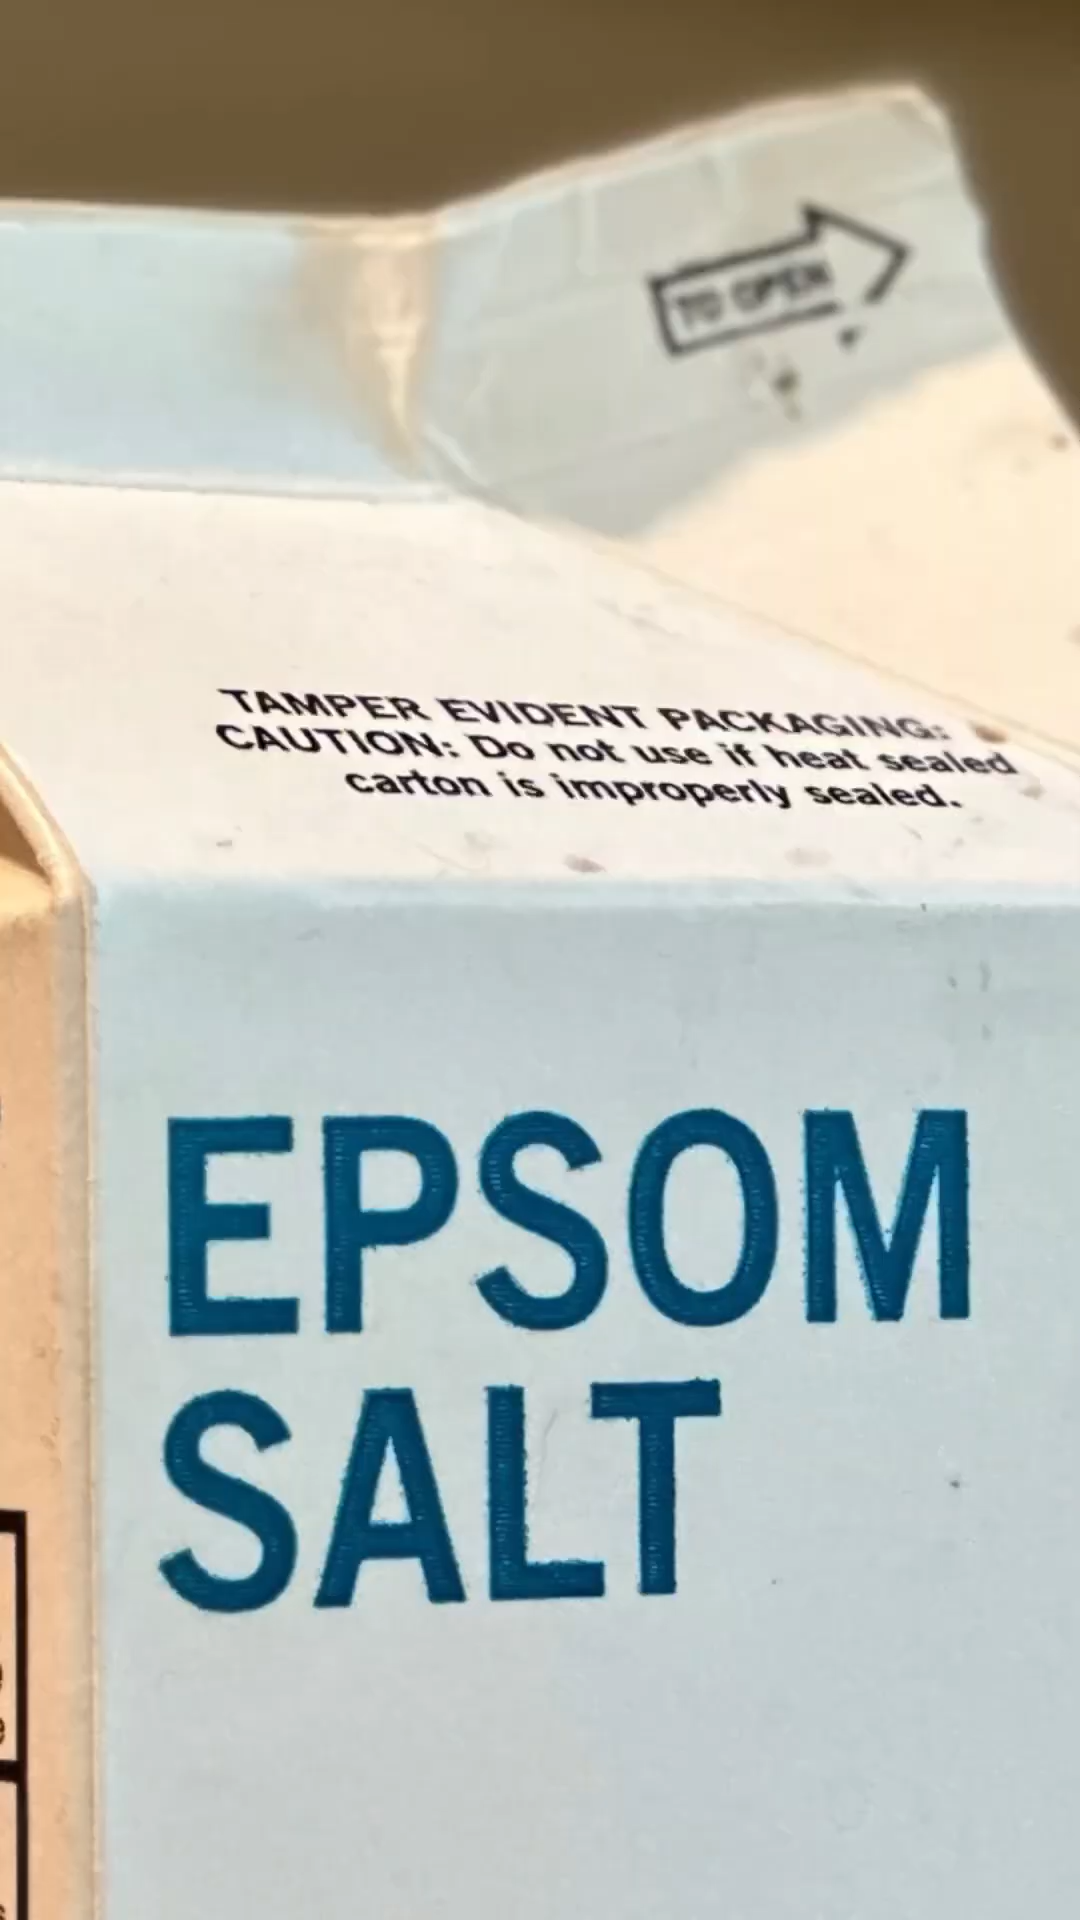 TO OPEN
TAMPER EVIDENT PACKAGING:
CAUTION: Do not use if heat sealed
carton is improperly sealed.
EPSOM
SALT